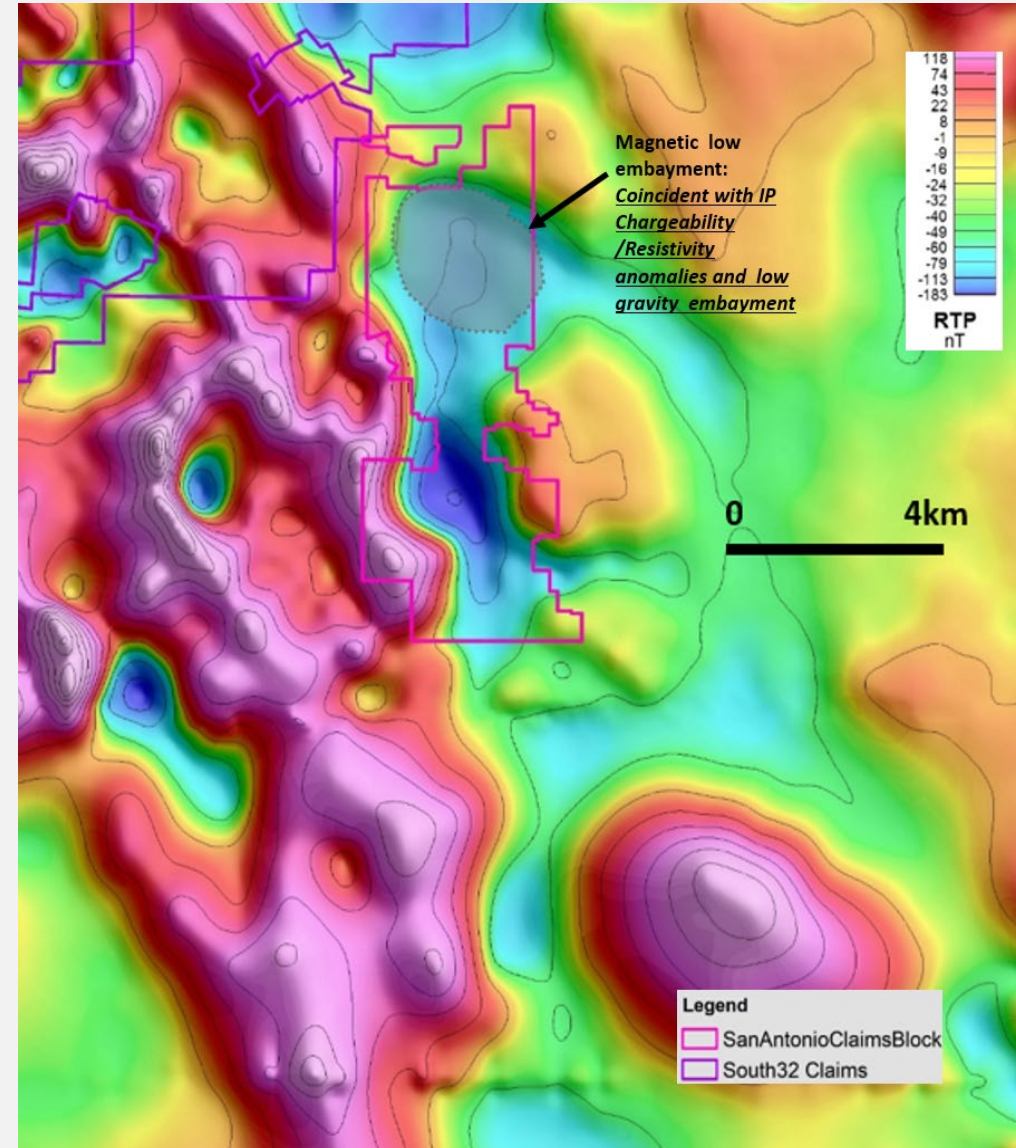 Magnetic low
embayment:
Coincident with IP
Chargeability
/Resistivity
anomalies and low
gravity embayment
118
74
43
22
8
-1
-9
-16
-24
-32
-40
-49
-60
-79
-113
-183
RTP
nT
0 4km
Legend
SanAntonioClaimsBlock
South32 Claims